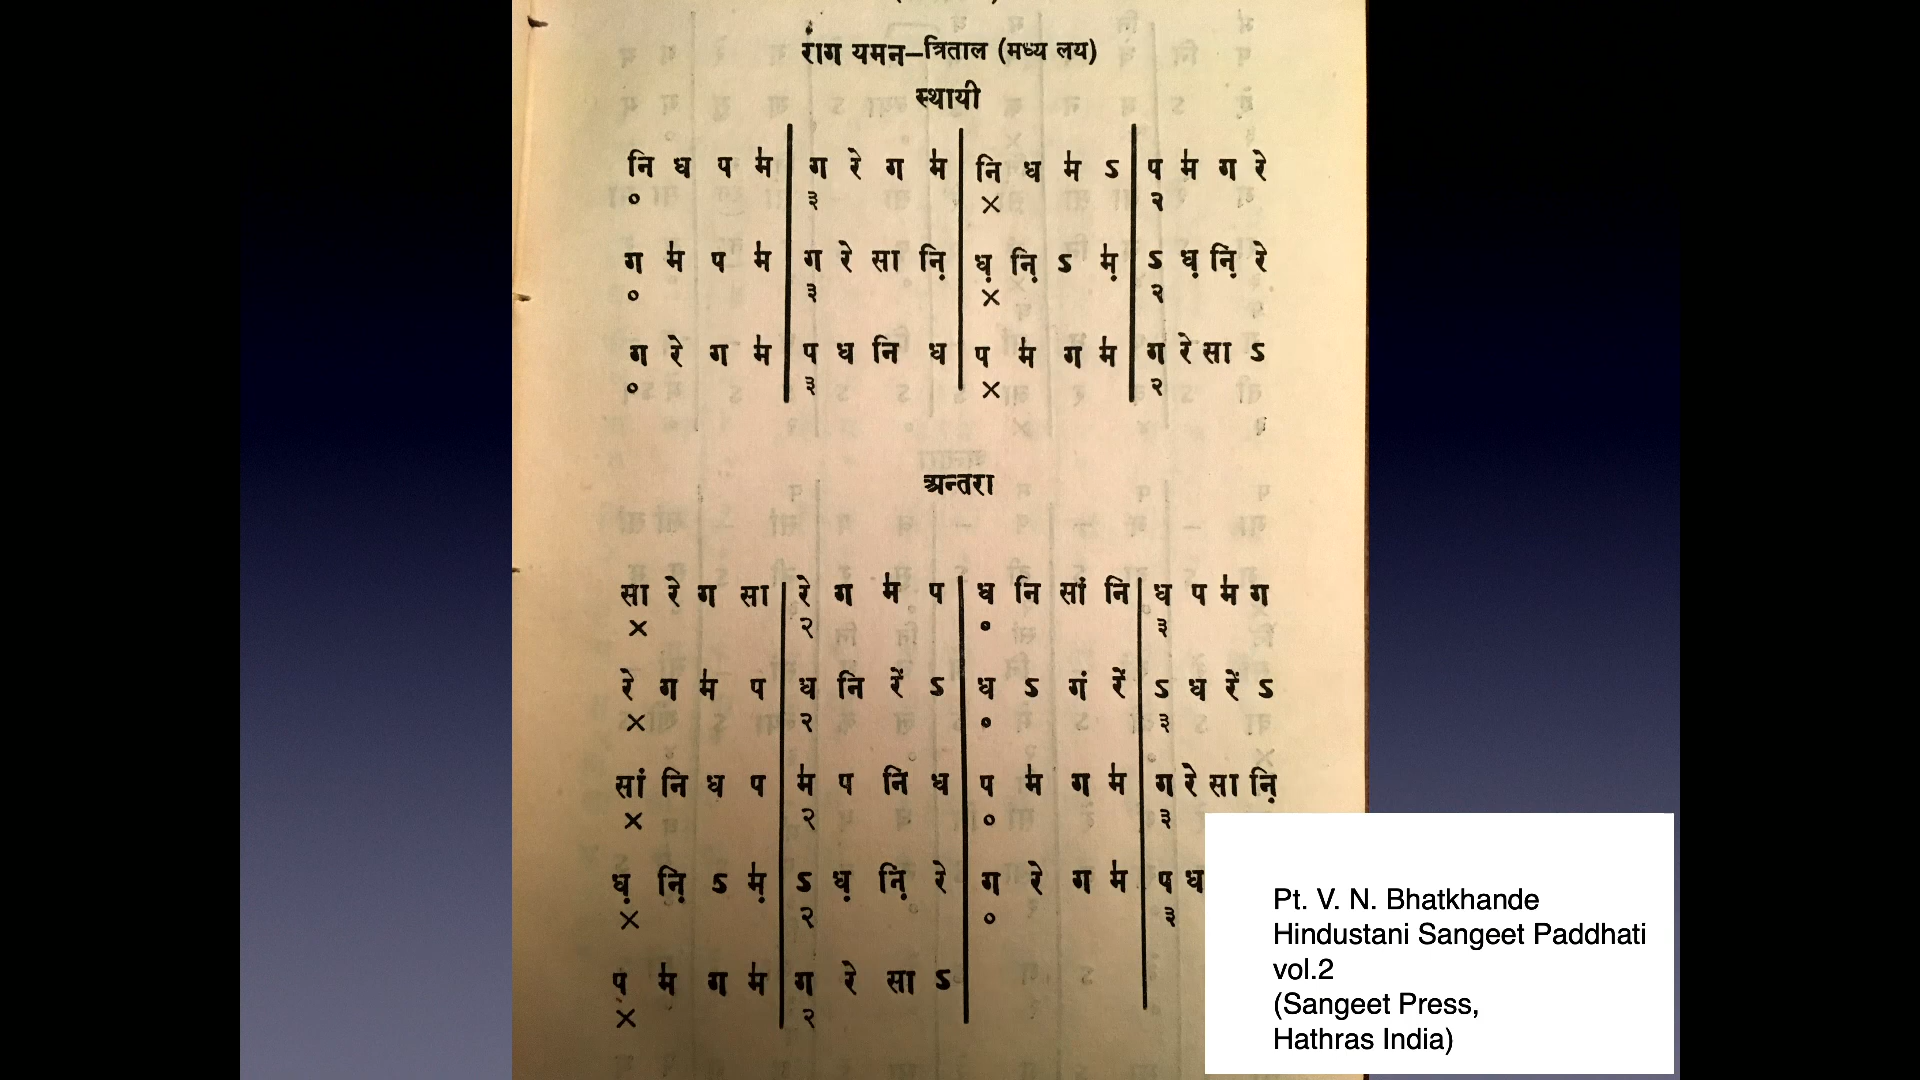 राग यमन–त्रिताल (मध्य लय)
स्थायी
नि ध प म॑ | ग रे ग म॑ | नि ध म॑ ऽ | प म॑ ग रे
० ३ × २
ग म॑ प म॑ | ग रे सा नि़ | ध़ नि़ ऽ म़॑ | ऽ ध़ नि़ रे
० ३ × २
ग रे ग म॑ | प ध नि ध | प म॑ ग म॑ | ग रे सा ऽ
० ३ × २
अन्तरा
सा रे ग सा | रे ग म॑ प | ध नि सां नि | ध प म॑ ग
× २ ० ३
रे ग म॑ प | ध नि रें ऽ | ध ऽ गं रें | ऽ ध रें ऽ
× २ ० ३
सां नि ध प | म॑ प नि ध | प म॑ ग म॑ | ग रे सा नि़
× २ ० ३
ध़ नि़ ऽ म़॑ | ऽ ध़ नि़ रे | ग रे ग म॑ | प ध
× २ ० ३
प म॑ ग म॑ | ग रे सा ऽ
× २
Pt. V. N. Bhatkhande
Hindustani Sangeet Paddhati
vol.2
(Sangeet Press,
Hathras India)